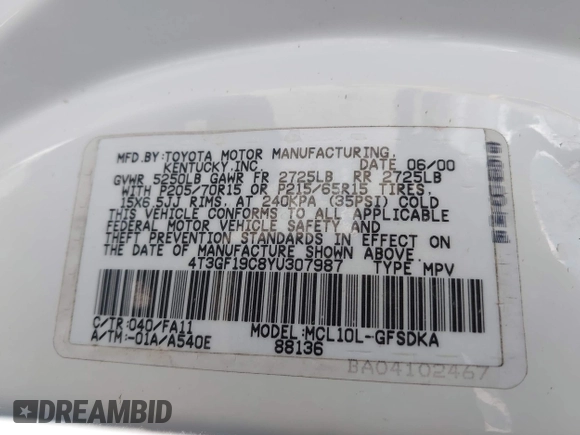 MFD.BY:TOYOTA MOTOR MANUFACTURING,
KENTUCKY,INC. DATE 06/00
GVWR 5250LB GAWR FR 2725LB RR 2725LB
WITH P205/70R15 OR P215/65R15 TIRES,
15X6.5JJ RIMS, AT 240KPA (35PSI) COLD
THIS VEHICLE CONFORMS TO ALL APPLICABLE
FEDERAL MOTOR VEHICLE SAFETY AND
THEFT PREVENTION STANDARDS IN EFFECT ON
THE DATE OF MANUFACTURE SHOWN ABOVE.
4T3GF19C8YU307987 TYPE MPV
C/TR:040/FA11 MODEL:MCL10L-GFSDKA
A/TM:-01A/A540E 88136
BA04102467
DREAMBID